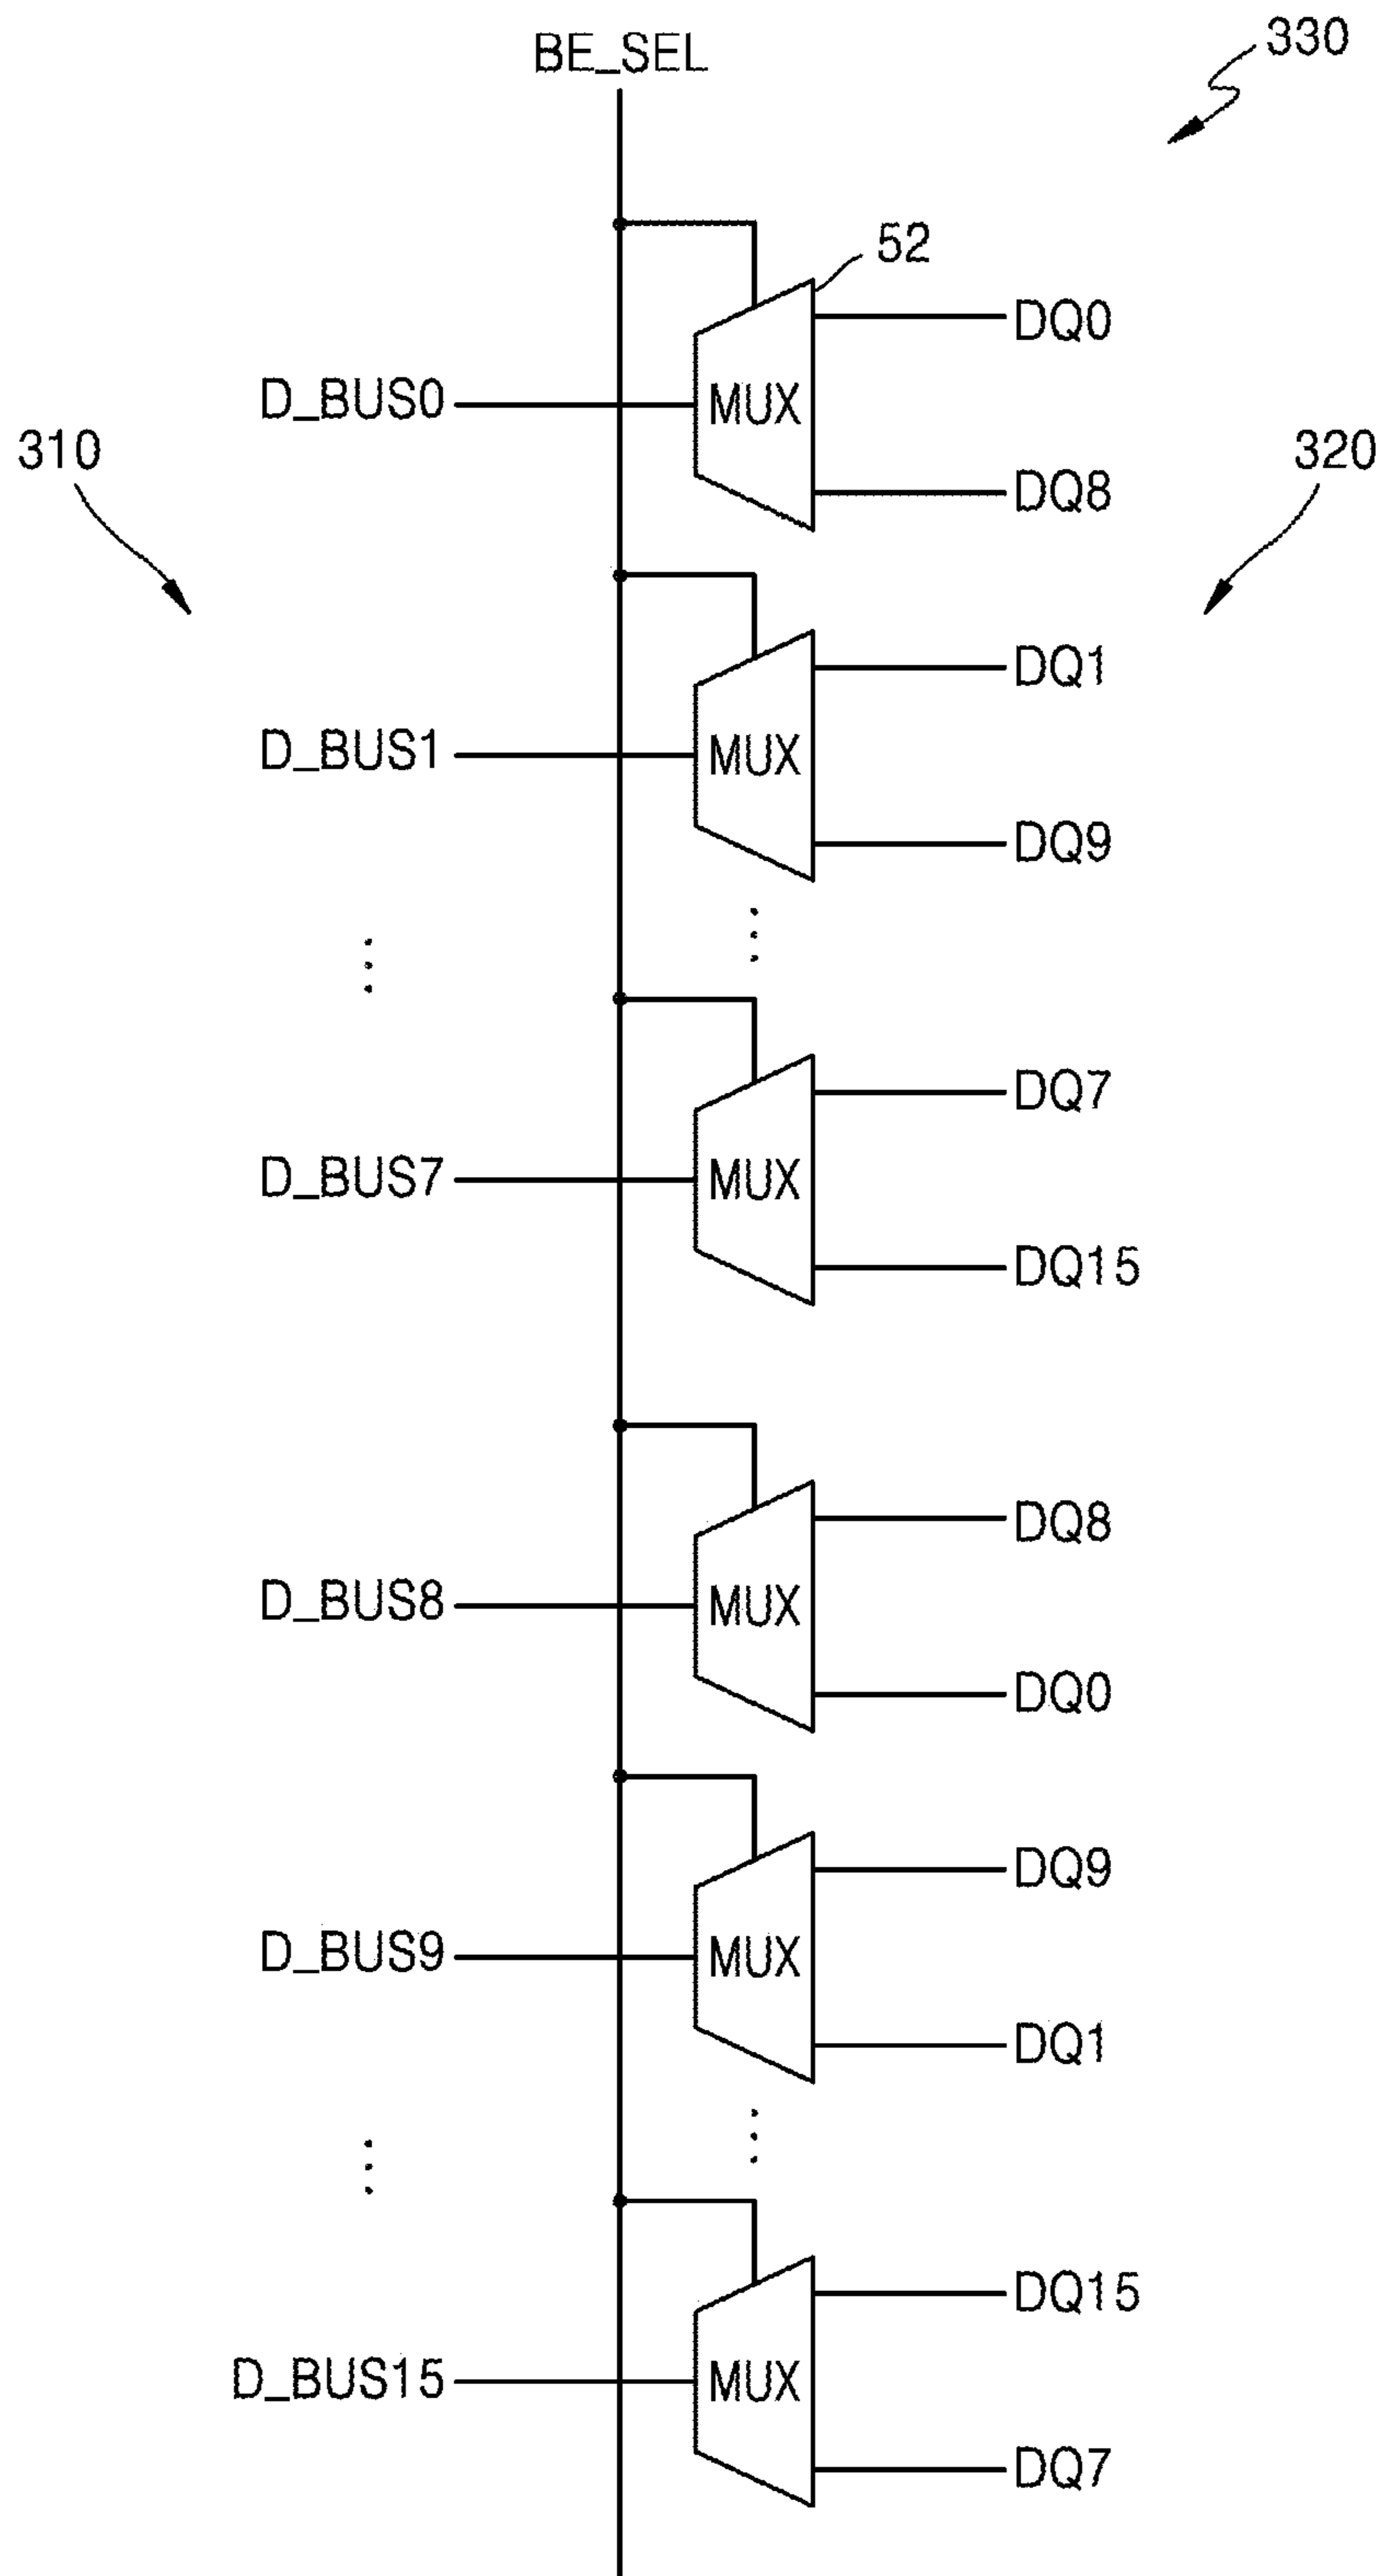 BE_SEL
330
52
DQ0
D_BUS0
MUX
DQ8
310
320
DQ1
D_BUS1
MUX
DQ9
DQ7
D_BUS7
MUX
DQ15
DQ8
D_BUS8
MUX
DQ0
DQ9
D_BUS9
MUX
DQ1
DQ15
D_BUS15
MUX
DQ7